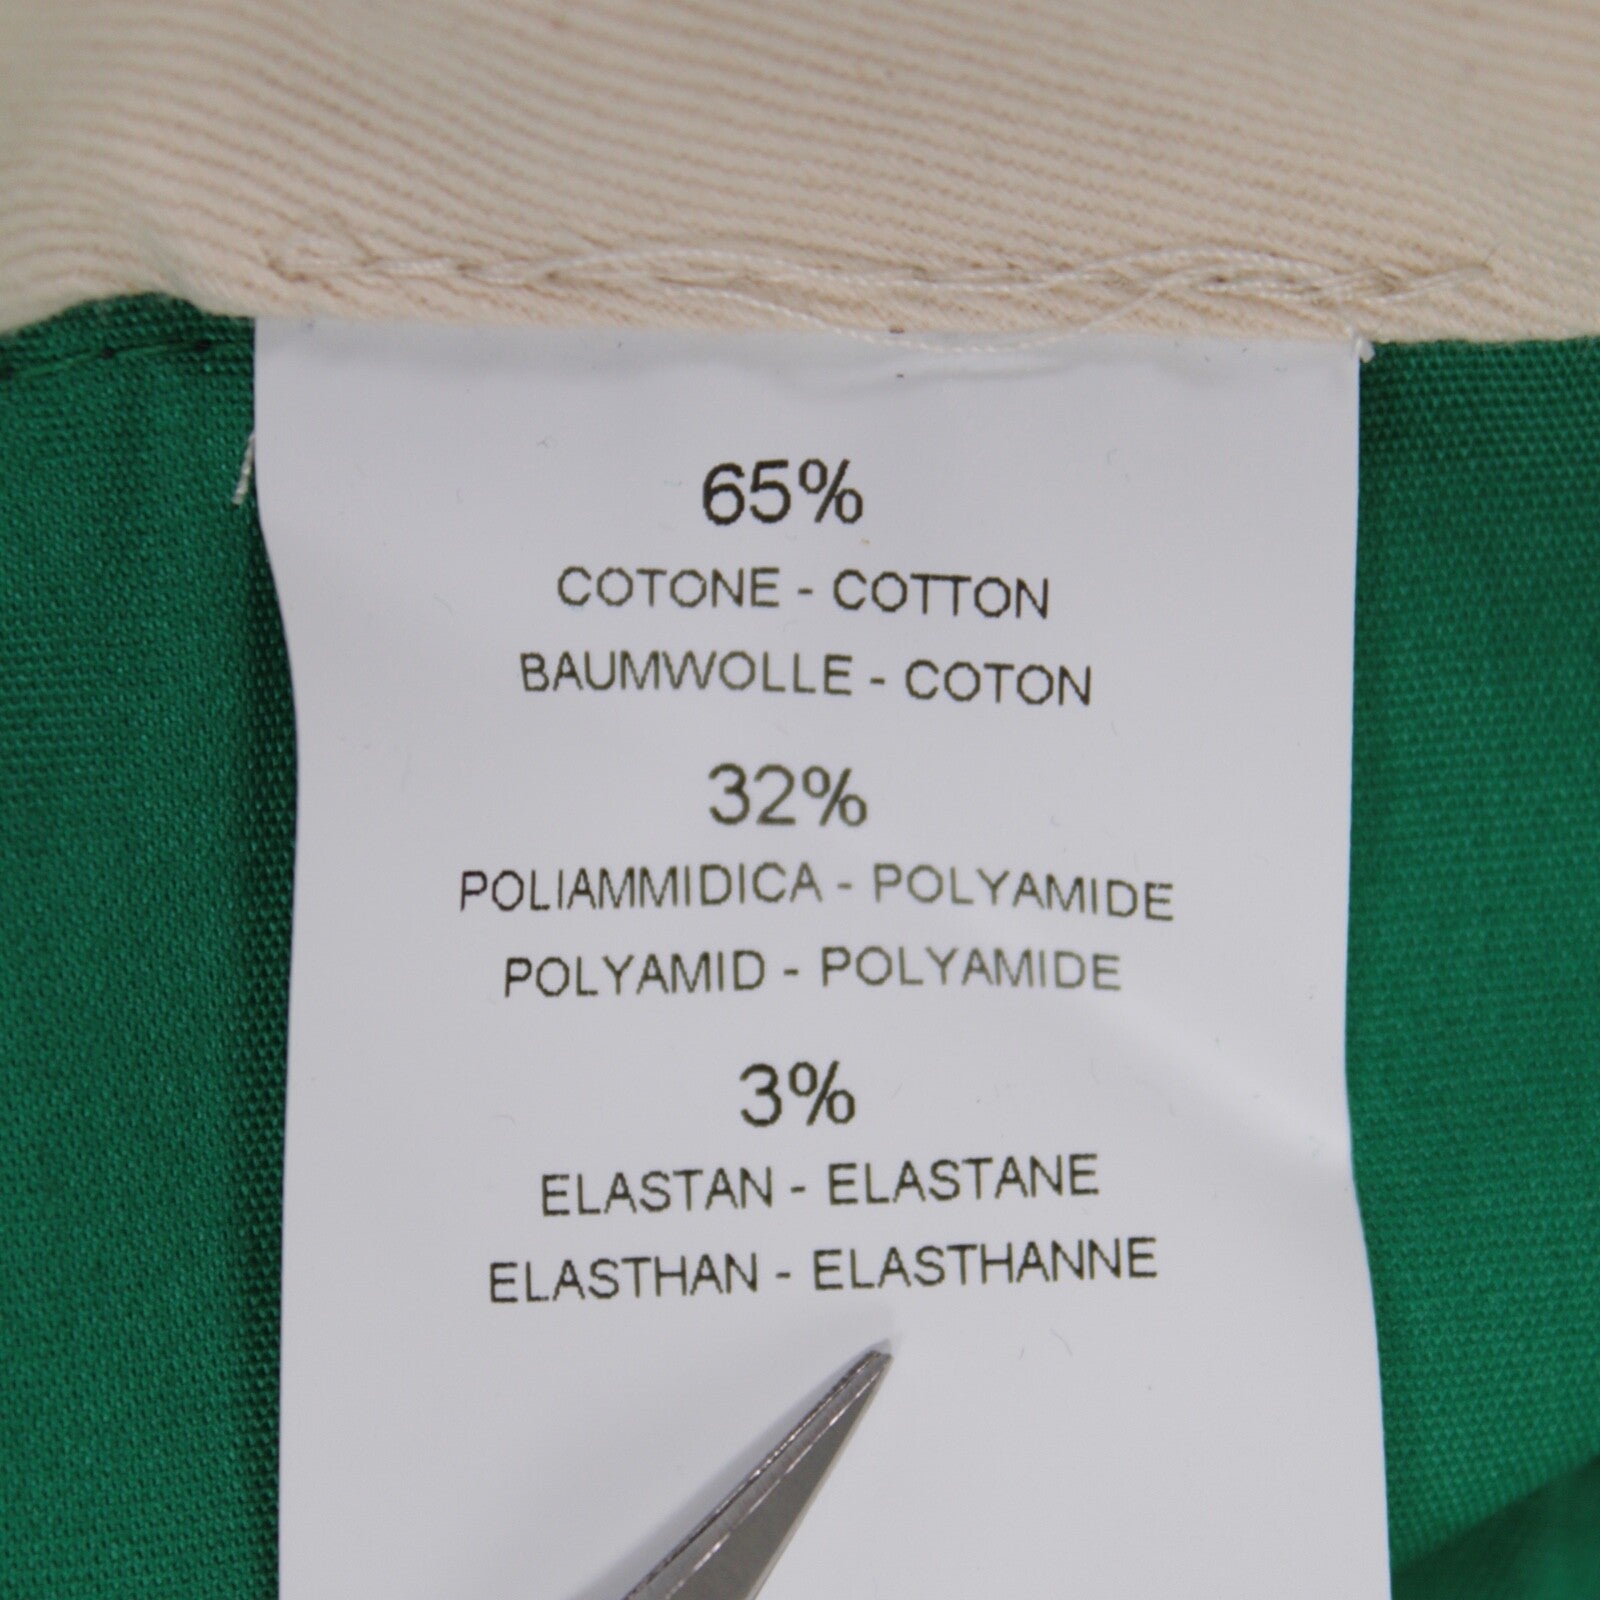 65%
COTONE - COTTON
BAUMWOLLE - COTON
32%
POLIAMMIDICA - POLYAMIDE
POLYAMID - POLYAMIDE
3%
ELASTAN - ELASTANE
ELASTHAN - ELASTHANNE